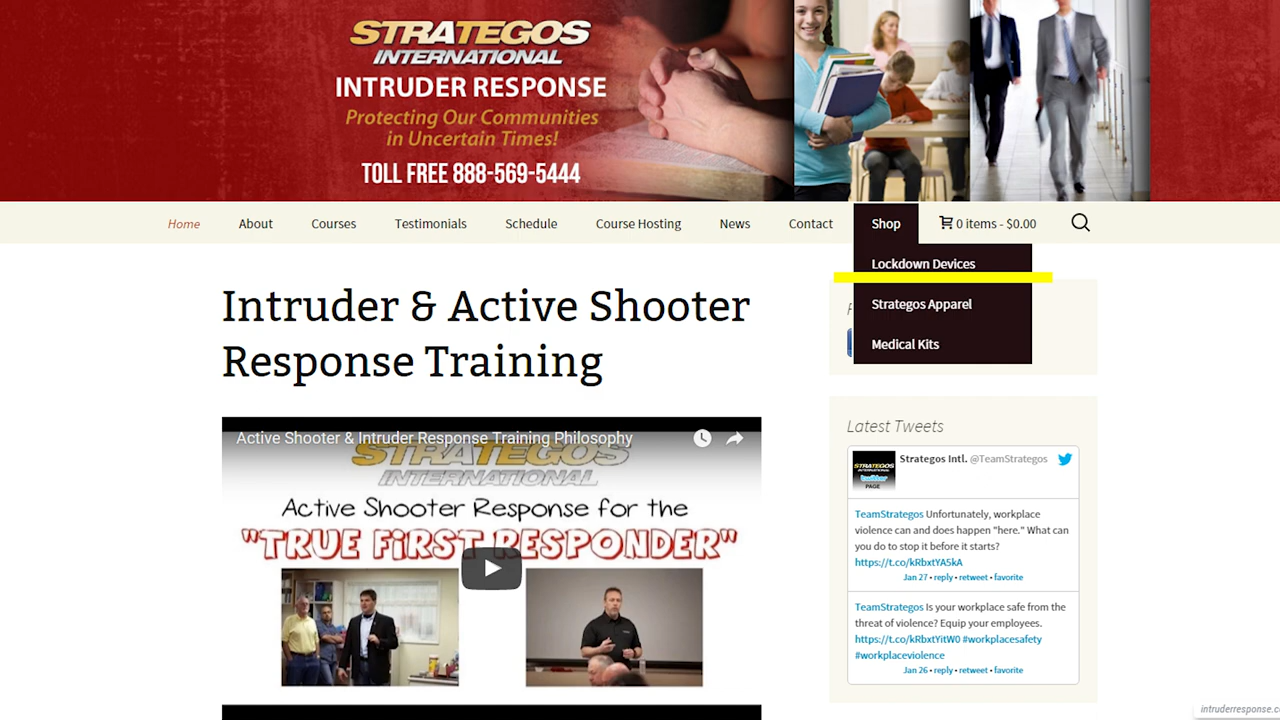 STRATEGOS
INTERNATIONAL
INTRUDER RESPONSE
Protecting Our Communities
in Uncertain Times!
TOLL FREE 888-569-5444
Home About Courses Testimonials Schedule Course Hosting News Contact Shop 0 items - $0.00
Lockdown Devices
Strategos Apparel
Medical Kits
Intruder & Active Shooter
Response Training
Active Shooter & Intruder Response Training Philosophy
STRATEGOS
INTERNATIONAL
Active Shooter Response for the
"TRUE FIRST RESPONDER"
Latest Tweets
STRATEGOS
INTERNATIONAL
twitter
PAGE
Strategos Intl. @TeamStrategos
TeamStrategos Unfortunately, workplace
violence can and does happen "here." What can
you do to stop it before it starts?
https://t.co/kRbxtYA5kA
Jan 27 • reply • retweet • favorite
TeamStrategos Is your workplace safe from the
threat of violence? Equip your employees.
https://t.co/kRbxtYitW0 #workplacesafety
#workplaceviolence
Jan 26 • reply • retweet • favorite
intruderresponse.c